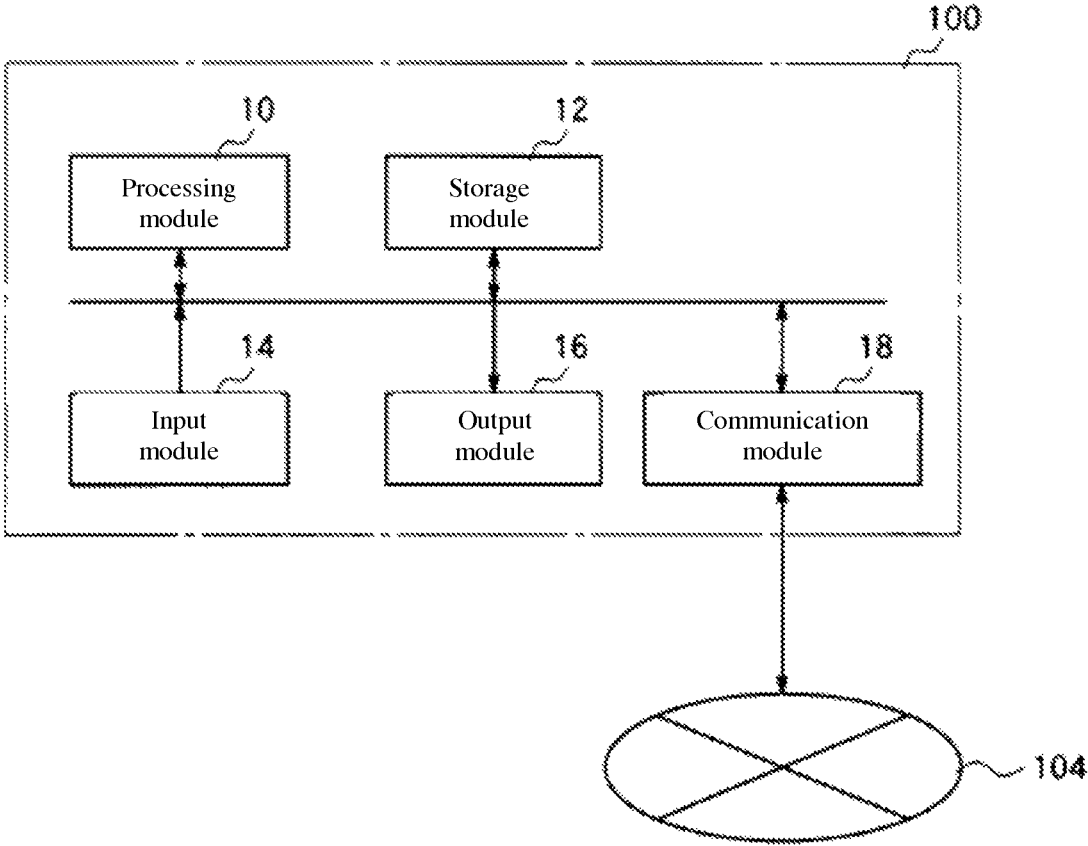 100
10
12
Processing
module
Storage
module
14
16
18
Input
module
Output
module
Communication
module
104